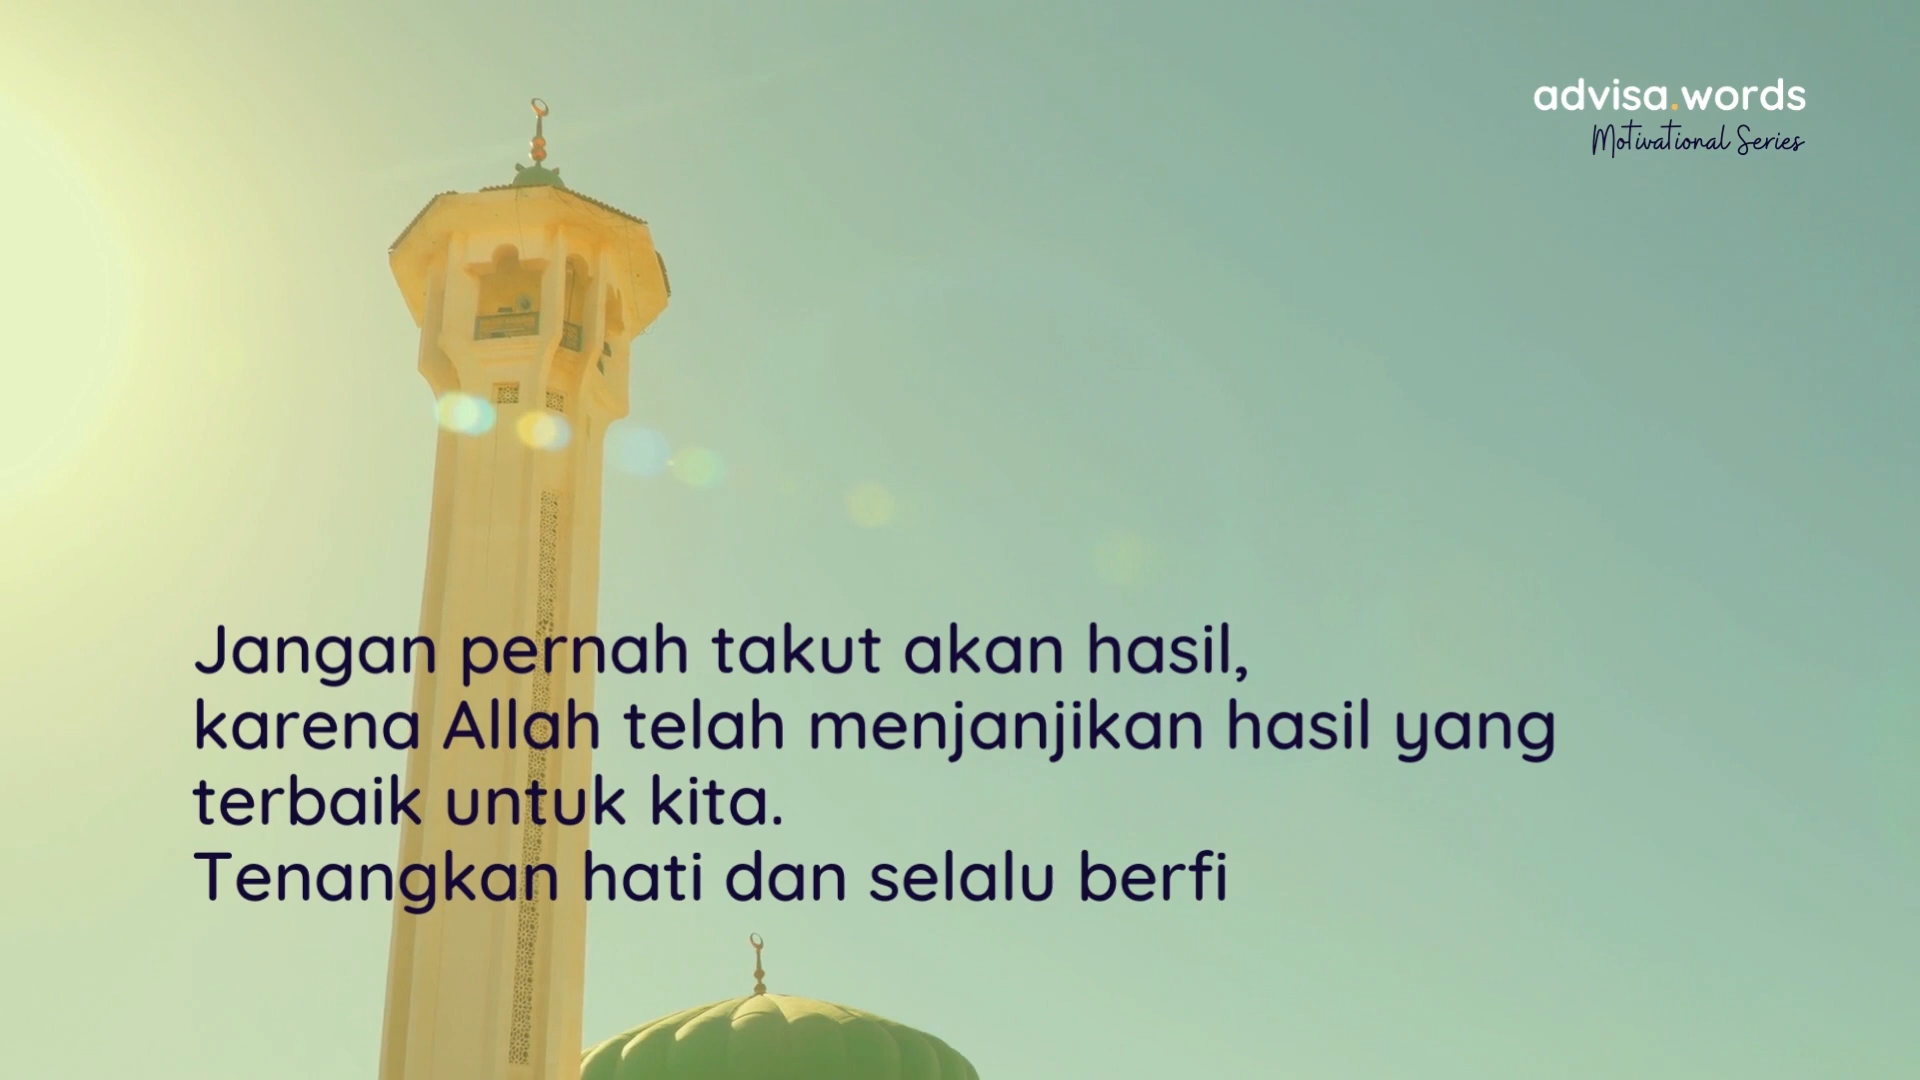 advisa.words
Motivational Series
Jangan pernah takut akan hasil,
karena Allah telah menjanjikan hasil yang
terbaik untuk kita.
Tenangkan hati dan selalu berfi